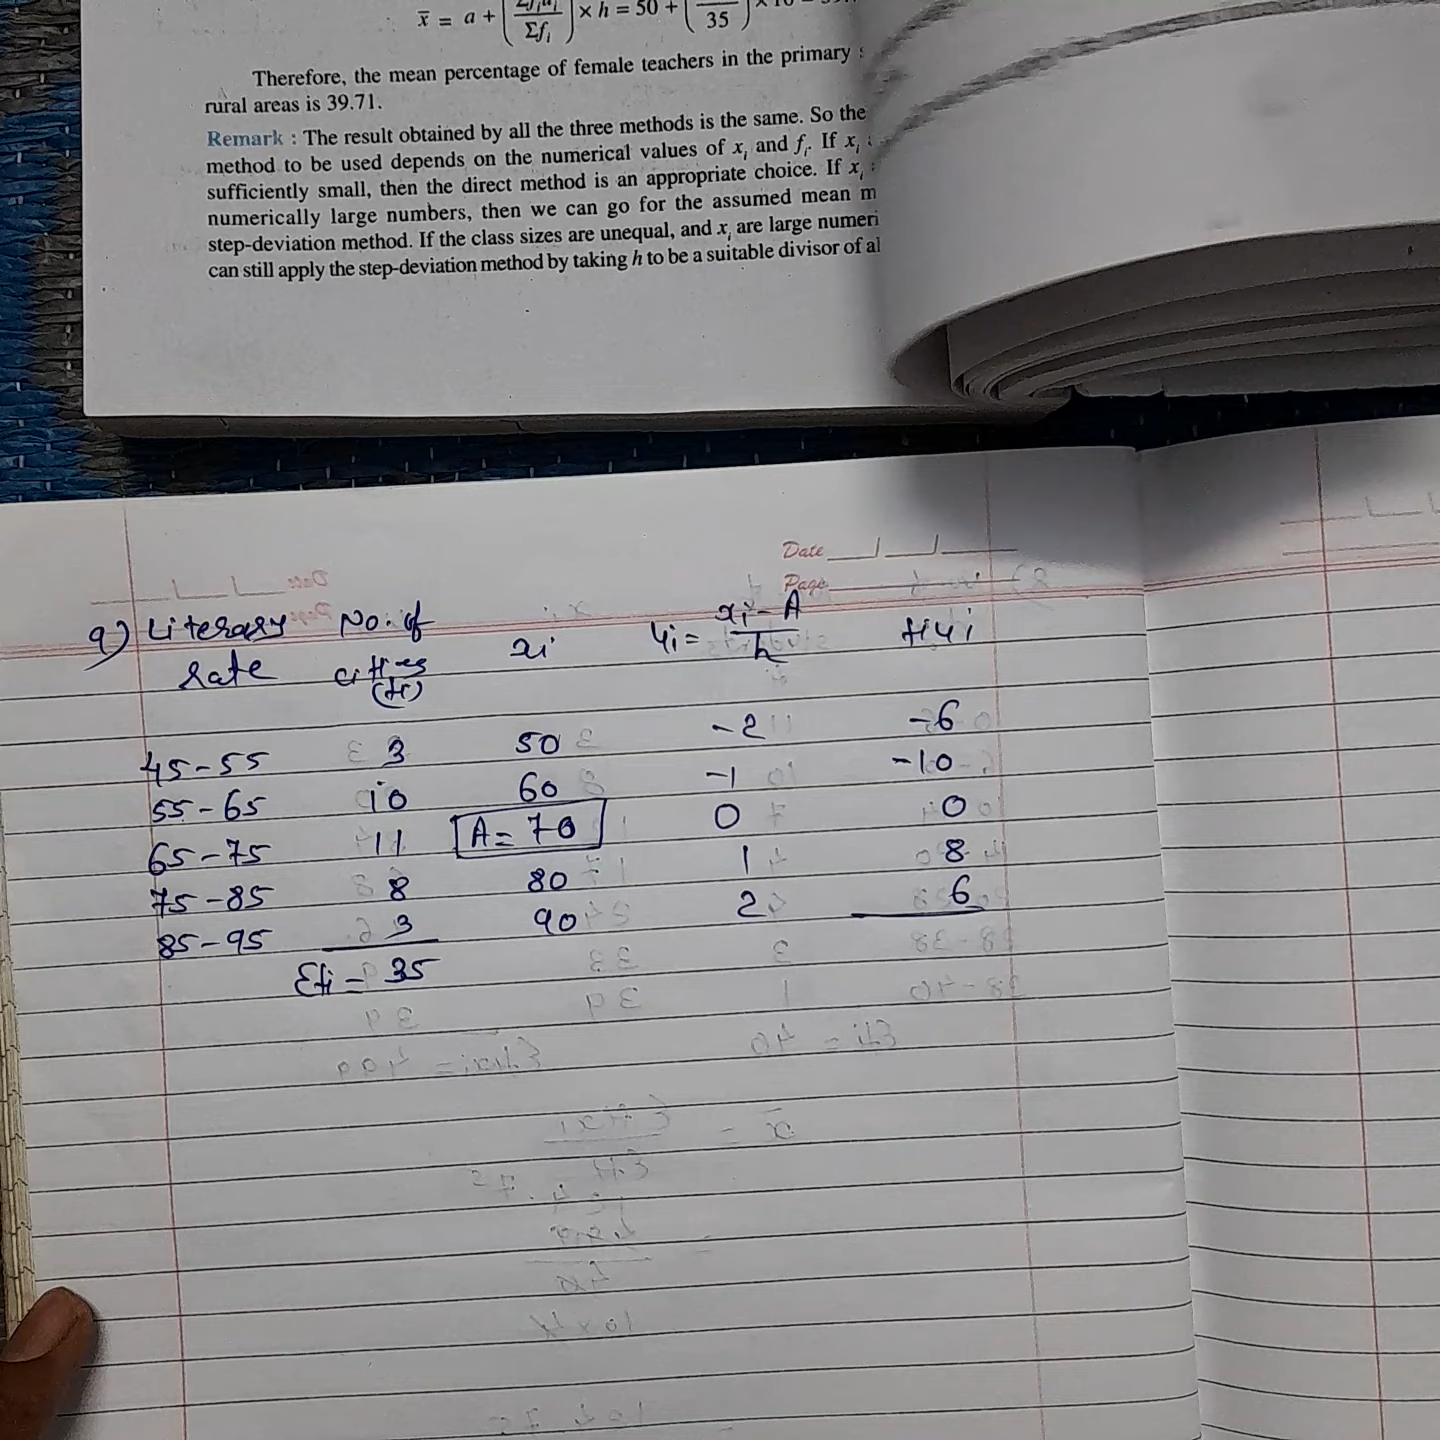 x̄ = a + (Σfᵢuᵢ / Σfᵢ) × h = 50 + ( 35 ) × 10
Therefore, the mean percentage of female teachers in the primary
rural areas is 39.71.
Remark : The result obtained by all the three methods is the same. So the
method to be used depends on the numerical values of xᵢ and fᵢ. If xᵢ
sufficiently small, then the direct method is an appropriate choice. If xᵢ
numerically large numbers, then we can go for the assumed mean m
step-deviation method. If the class sizes are unequal, and xᵢ are large numeri
can still apply the step-deviation method by taking h to be a suitable divisor of al
Date
Page
9) Literary No. of xi ui = xi - A / h fiui
rate citties
(fi)
45-55 3 50 -2 -6
55-65 10 60 -1 -10
65-75 11 A = 70 0 0
75-85 8 80 1 8
85-95 3 90 2 6
Σfi = 35